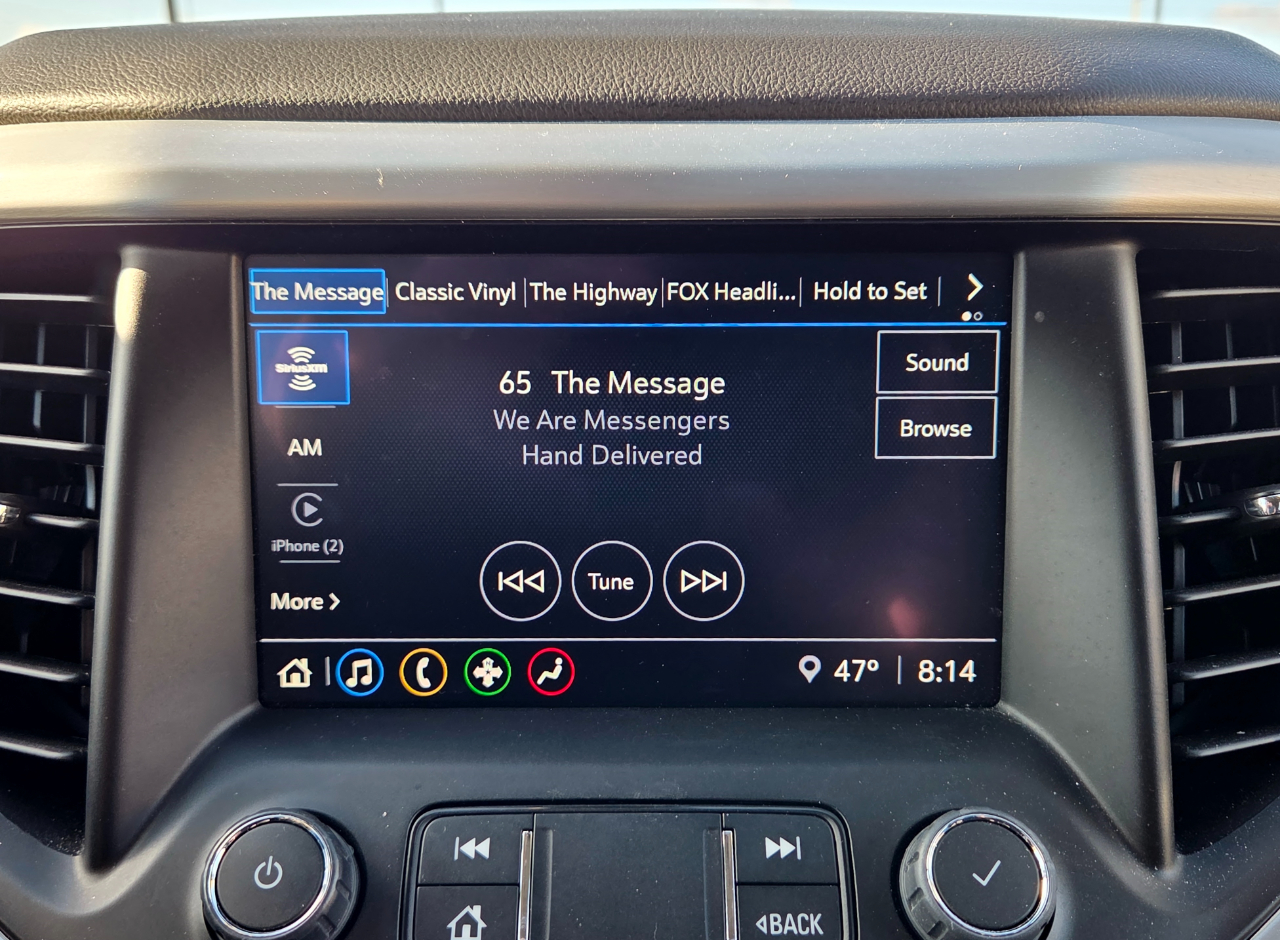 The Message
Classic Vinyl
The Highway
FOX Headli...
Hold to Set
SiriusXM
65 The Message
Sound
We Are Messengers
Browse
AM
Hand Delivered
iPhone (2)
Tune
More
47°
8:14
BACK